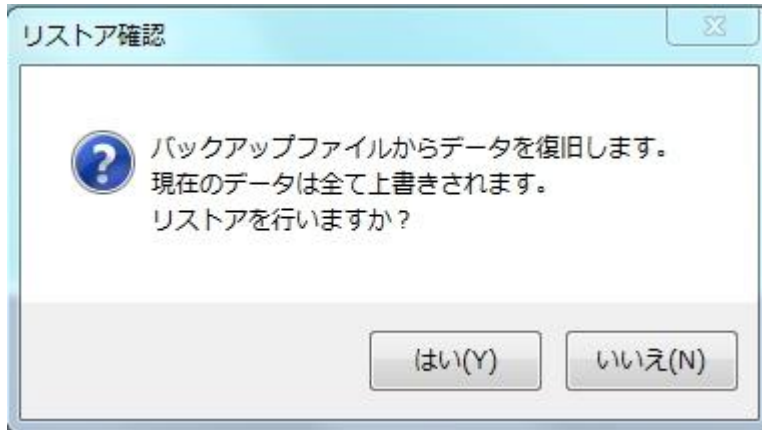 リストア確認
バックアップファイルからデータを復旧します。
現在のデータは全て上書きされます。
リストアを行いますか？
はい(Y)
いいえ(N)